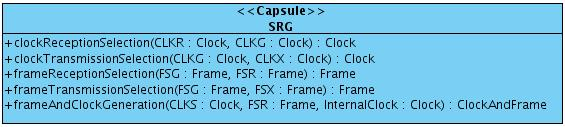 <<Capsule>>
SRG
+clockReceptionSelection(CLKR : Clock, CLKG : Clock) : Clock
+clockTransmissionSelection(CLKG : Clock, CLKX : Clock) : Clock
+frameReceptionSelection(FSG : Frame, FSR : Frame) : Frame
+frameTransmissionSelection(FSG : Frame, FSX : Frame) : Frame
+frameAndClockGeneration(CLKS : Clock, FSR : Frame, InternalClock : Clock) : ClockAndFrame